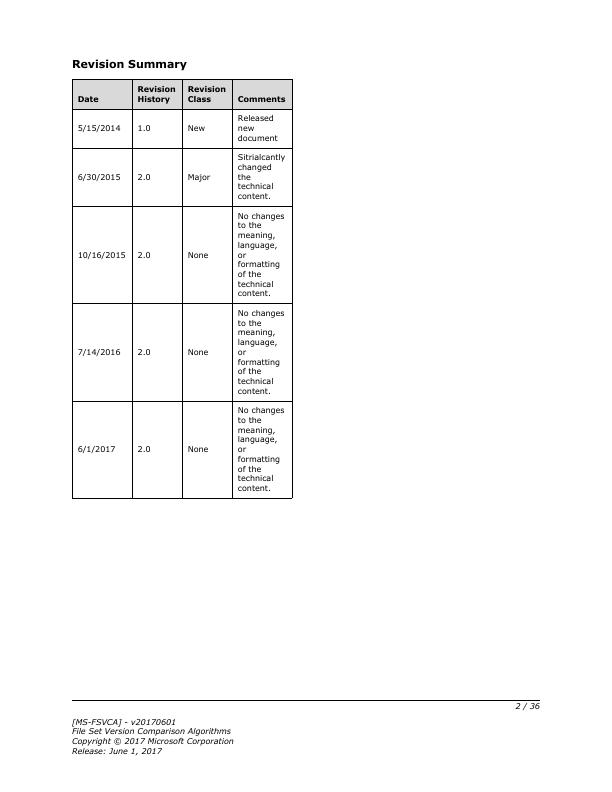 Revision Summary
Revision
Revision
Date
History
Class
Comments
Released
new
document
5/15/2014
1.0
New
Sitrialcantly
changed
the
technical
content.
6/30/2015
2.0
Major
No changes
to the
meaning,
language,
or
formatting
of the
technical
content.
10/16/2015
2.0
None
No changes
to the
meaning,
language,
or
formatting
of the
technical
content.
7/14/2016
2.0
None
No changes
to the
meaning,
language,
or
formatting
of the
technical
content.
6/1/2017
2.0
None
2 / 36
[MS-FSVCA] - v20170601
File Set Version Comparison Algorithms
Copyright © 2017 Microsoft Corporation
Release: June 1, 2017